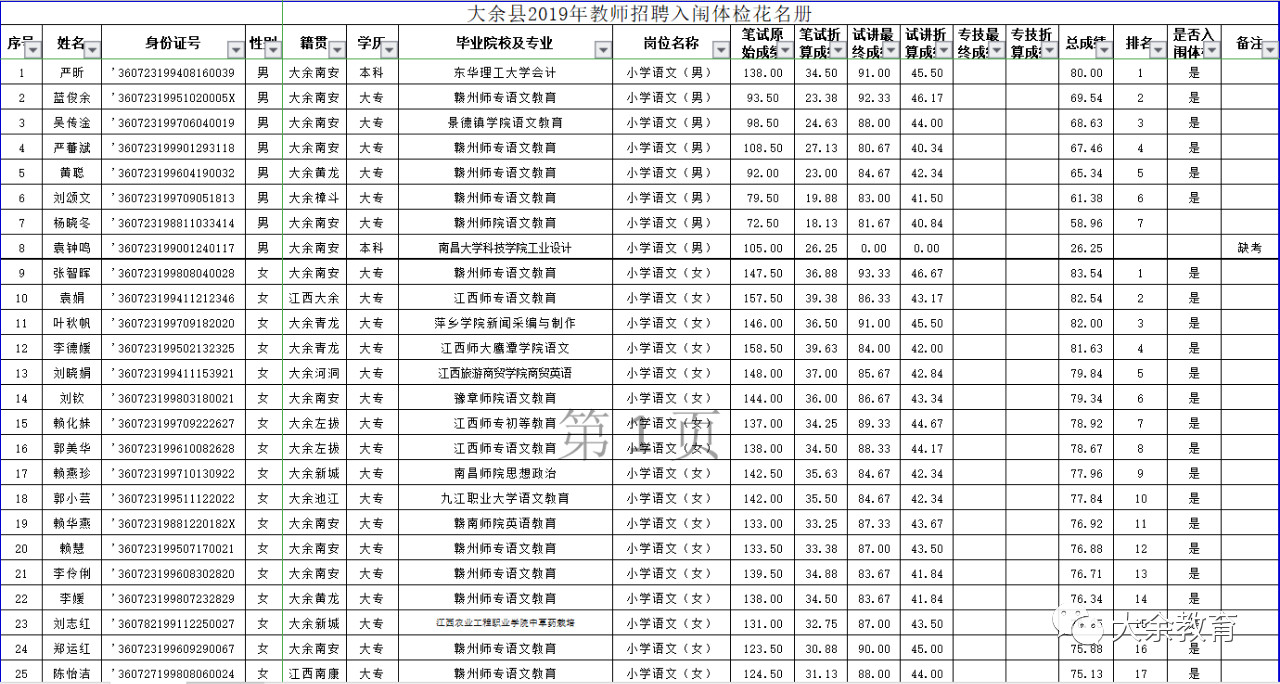 大余县2019年教师招聘入闱体检花名册
序号 姓名 身份证号 性别 籍贯 学历 毕业院校及专业 岗位名称 笔试原始成绩 笔试折算成绩 试讲最终成绩 试讲折算成绩 专技最终成绩 专技折算成绩 总成绩 排名 是否入闱体检 备注
1 严昕 '360723199408160039 男 大余南安 本科 东华理工大学会计 小学语文（男） 138.00 34.50 91.00 45.50 80.00 1 是
2 蓝俊余 '36072319951020005X 男 大余南安 大专 赣州师专语文教育 小学语文（男） 93.50 23.38 92.33 46.17 69.54 2 是
3 吴传淦 '360723199706040019 男 大余南安 大专 景德镇学院语文教育 小学语文（男） 98.50 24.63 88.00 44.00 68.63 3 是
4 严蕃斌 '360723199901293118 男 大余南安 大专 赣州师专语文教育 小学语文（男） 108.50 27.13 80.67 40.34 67.46 4 是
5 黄聪 '360723199604190032 男 大余黄龙 大专 赣州师专语文教育 小学语文（男） 92.00 23.00 84.67 42.34 65.34 5 是
6 刘颂文 '360723199709051813 男 大余樟斗 大专 赣州师专语文教育 小学语文（男） 79.50 19.88 83.00 41.50 61.38 6 是
7 杨晓冬 '360723198811033414 男 大余南安 大专 赣州师院语文教育 小学语文（男） 72.50 18.13 81.67 40.84 58.96 7
8 袁钟鸣 '360723199001240117 男 大余南安 本科 南昌大学科技学院工业设计 小学语文（男） 105.00 26.25 0.00 0.00 26.25 缺考
9 张智晖 '360723199808040028 女 大余南安 大专 赣州师专语文教育 小学语文（女） 147.50 36.88 93.33 46.67 83.54 1 是
10 袁娟 '360723199411212346 女 江西大余 大专 江西师专语文教育 小学语文（女） 157.50 39.38 86.33 43.17 82.54 2 是
11 叶秋帆 '360723199709182020 女 大余青龙 大专 萍乡学院新闻采编与制作 小学语文（女） 146.00 36.50 91.00 45.50 82.00 3 是
12 李德媛 '360723199502132325 女 大余青龙 大专 江西师大鹰潭学院语文 小学语文（女） 158.50 39.63 84.00 42.00 81.63 4 是
13 刘晓娟 '360723199411153921 女 大余河洞 大专 江西旅游商贸学院商贸英语 小学语文（女） 148.00 37.00 85.67 42.84 79.84 5 是
14 刘钦 '360723199803180021 女 大余南安 大专 豫章师院语文教育 小学语文（女） 144.00 36.00 86.67 43.34 79.34 6 是
15 赖化妹 '360723199709222627 女 大余左拔 大专 江西师专初等教育 小学语文（女） 137.00 34.25 89.33 44.67 78.92 7 是
16 郭美华 '360723199610082628 女 大余左拔 大专 江西师专语文教育 小学语文（女） 138.00 34.50 88.33 44.17 78.67 8 是
第 1 页
17 赖燕珍 '360723199710130922 女 大余新城 大专 南昌师院思想政治 小学语文（女） 142.50 35.63 84.67 42.34 77.96 9 是
18 郭小芸 '360723199511122022 女 大余池江 大专 九江职业大学语文教育 小学语文（女） 142.00 35.50 84.67 42.34 77.84 10 是
19 赖华燕 '36072319881220182X 女 大余南安 大专 赣南师院英语教育 小学语文（女） 133.00 33.25 87.33 43.67 76.92 11 是
20 赖慧 '360723199507170021 女 大余南安 大专 赣州师专语文教育 小学语文（女） 133.50 33.38 87.00 43.50 76.88 12 是
21 李伶俐 '360723199608302820 女 大余南安 大专 赣州师专语文教育 小学语文（女） 139.50 34.88 83.67 41.84 76.71 13 是
22 李媛 '360723199807232829 女 大余黄龙 大专 赣州师专语文教育 小学语文（女） 138.00 34.50 83.67 41.84 76.34 14 是
23 刘志红 '360782199112250027 女 大余新城 大专 江西农业工程职业学院中草药栽培 小学语文（女） 131.00 32.75 87.00 43.50 15 是
大余教育
24 郑运红 '360723199609290067 女 大余南安 大专 赣州师专语文教育 小学语文（女） 123.50 30.88 90.00 45.00 75.88 16 是
25 陈怡洁 '360727199808060024 女 江西南康 大专 赣州师专语文教育 小学语文（女） 124.50 31.13 88.00 44.00 75.13 17 是